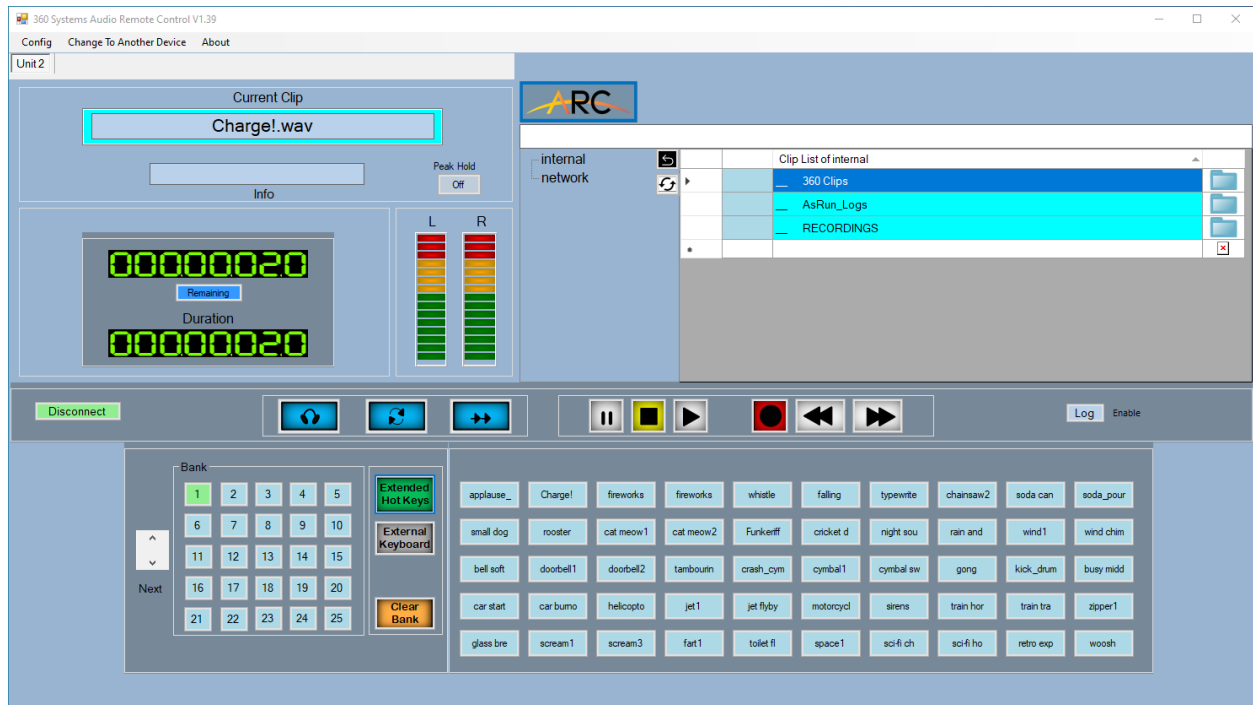 360 Systems Audio Remote Control V1.39
Config Change To Another Device About
Unit 2
Current Clip
Charge!.wav
Info
Peak Hold
Off
L R
00000020
Remaining
Duration
00000020
ARC
internal
network
Clip List of internal
__ 360 Clips
__ AsRun_Logs
__ RECORDINGS
Disconnect
Log Enable
Bank
1 2 3 4 5
6 7 8 9 10
11 12 13 14 15
16 17 18 19 20
21 22 23 24 25
Next
Extended
Hot Keys
External
Keyboard
Clear
Bank
applause_ Charge! fireworks fireworks whistle falling typewrite chainsaw2 soda can soda_pour
small dog rooster cat meow1 cat meow2 Funkeriff cricket d night sou rain and wind1 wind chim
bell soft doorbell1 doorbell2 tambourin crash_cym cymbal1 cymbal sw gong kick_drum busy midd
car start car burno helicopto jet1 jet flyby motorcycl sirens train hor train tra zipper1
glass bre scream1 scream3 fart1 toilet fl space1 sci-fi ch sci-fi ho retro exp woosh